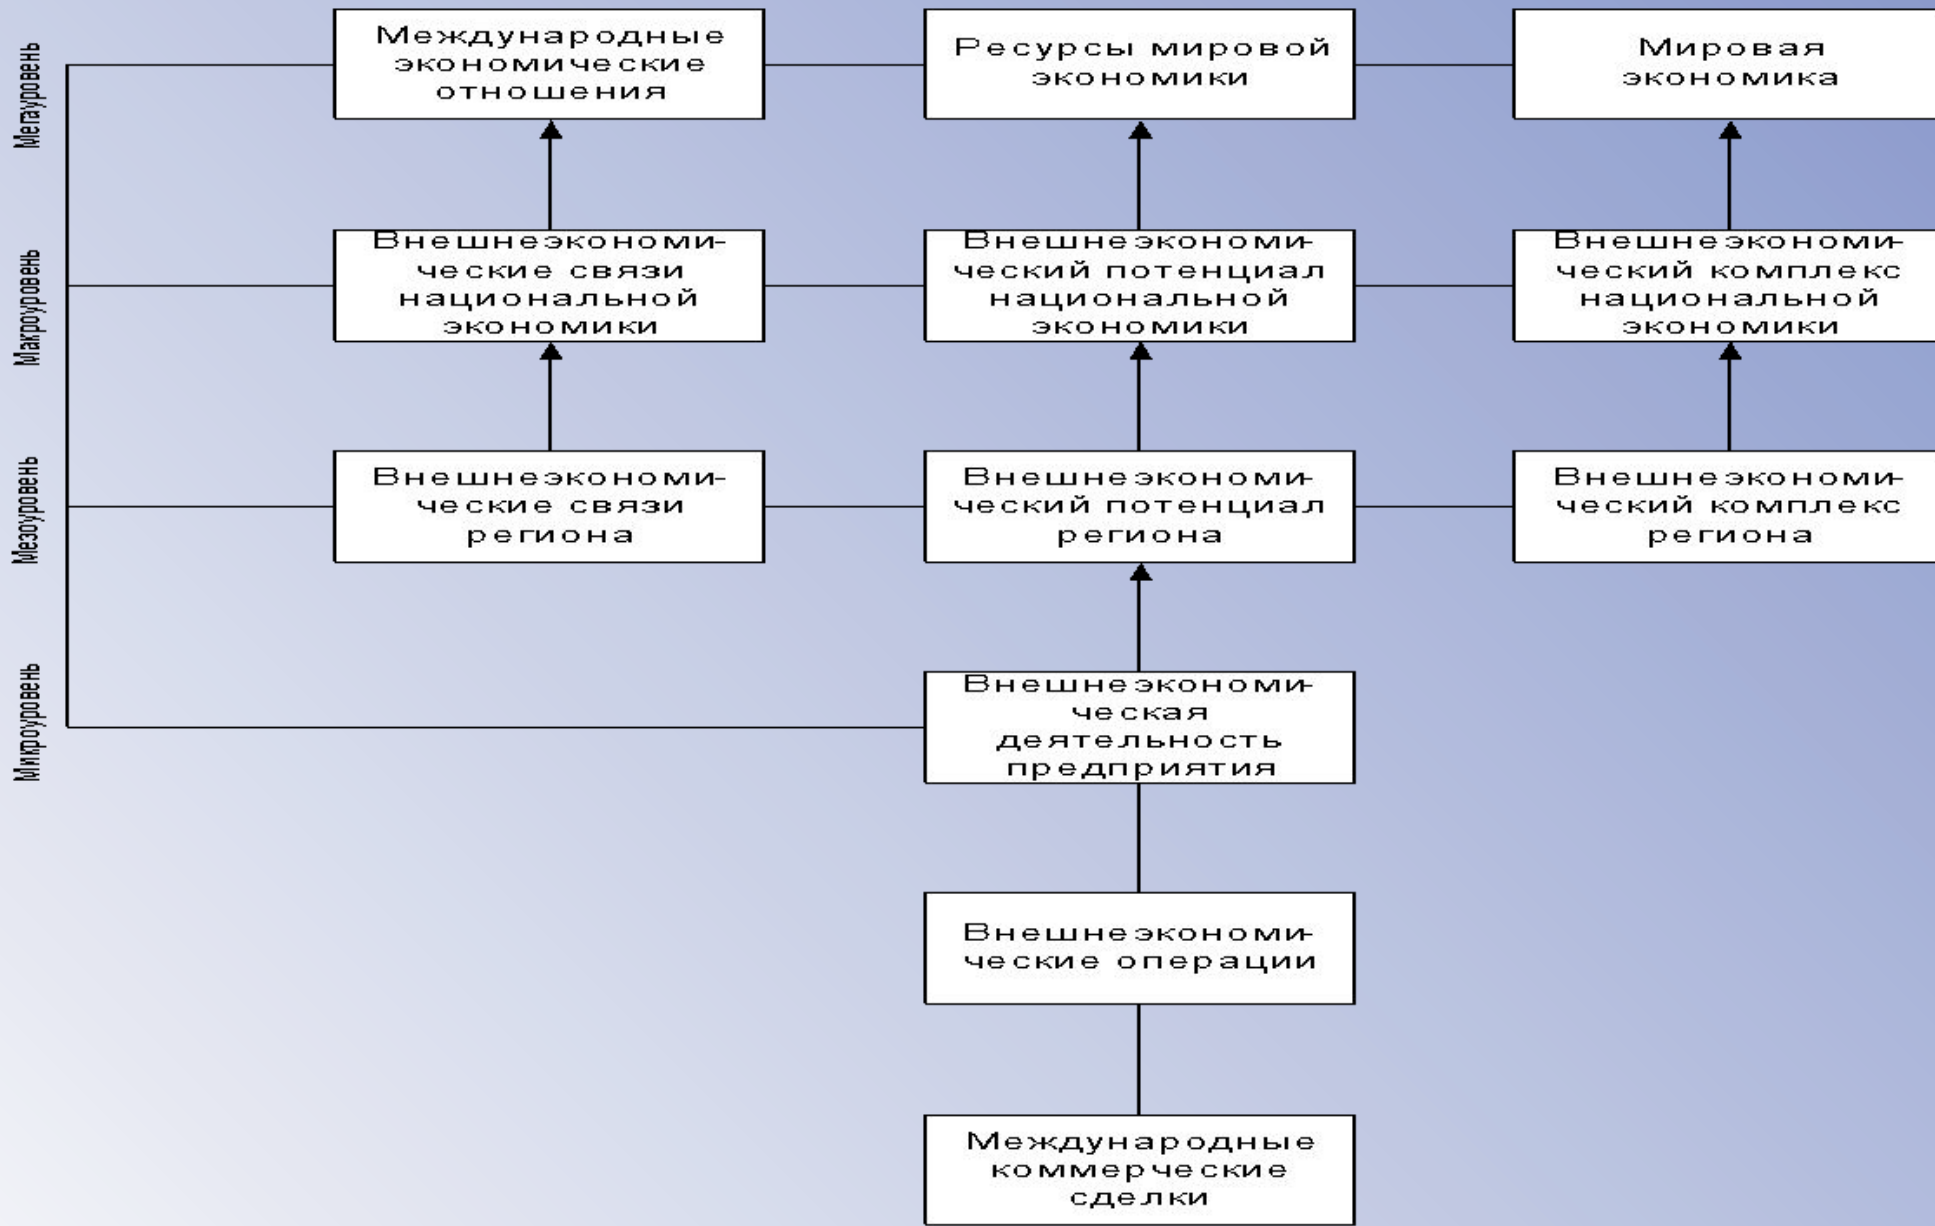 Мегауровень
Международные
экономические
отношения
Ресурсы мировой
экономики
Мировая
экономика
Макроуровень
Внешнеэкономи-
ческие связи
национальной
экономики
Внешнеэкономи-
ческий потенциал
национальной
экономики
Внешнеэкономи-
ческий комплекс
национальной
экономики
Мезоуровень
Внешнеэкономи-
ческие связи
региона
Внешнеэкономи-
ческий потенциал
региона
Внешнеэкономи-
ческий комплекс
региона
Микроуровень
Внешнеэкономи-
ческая
деятельность
предприятия
Внешнеэкономи-
ческие операции
Международные
коммерческие
сделки